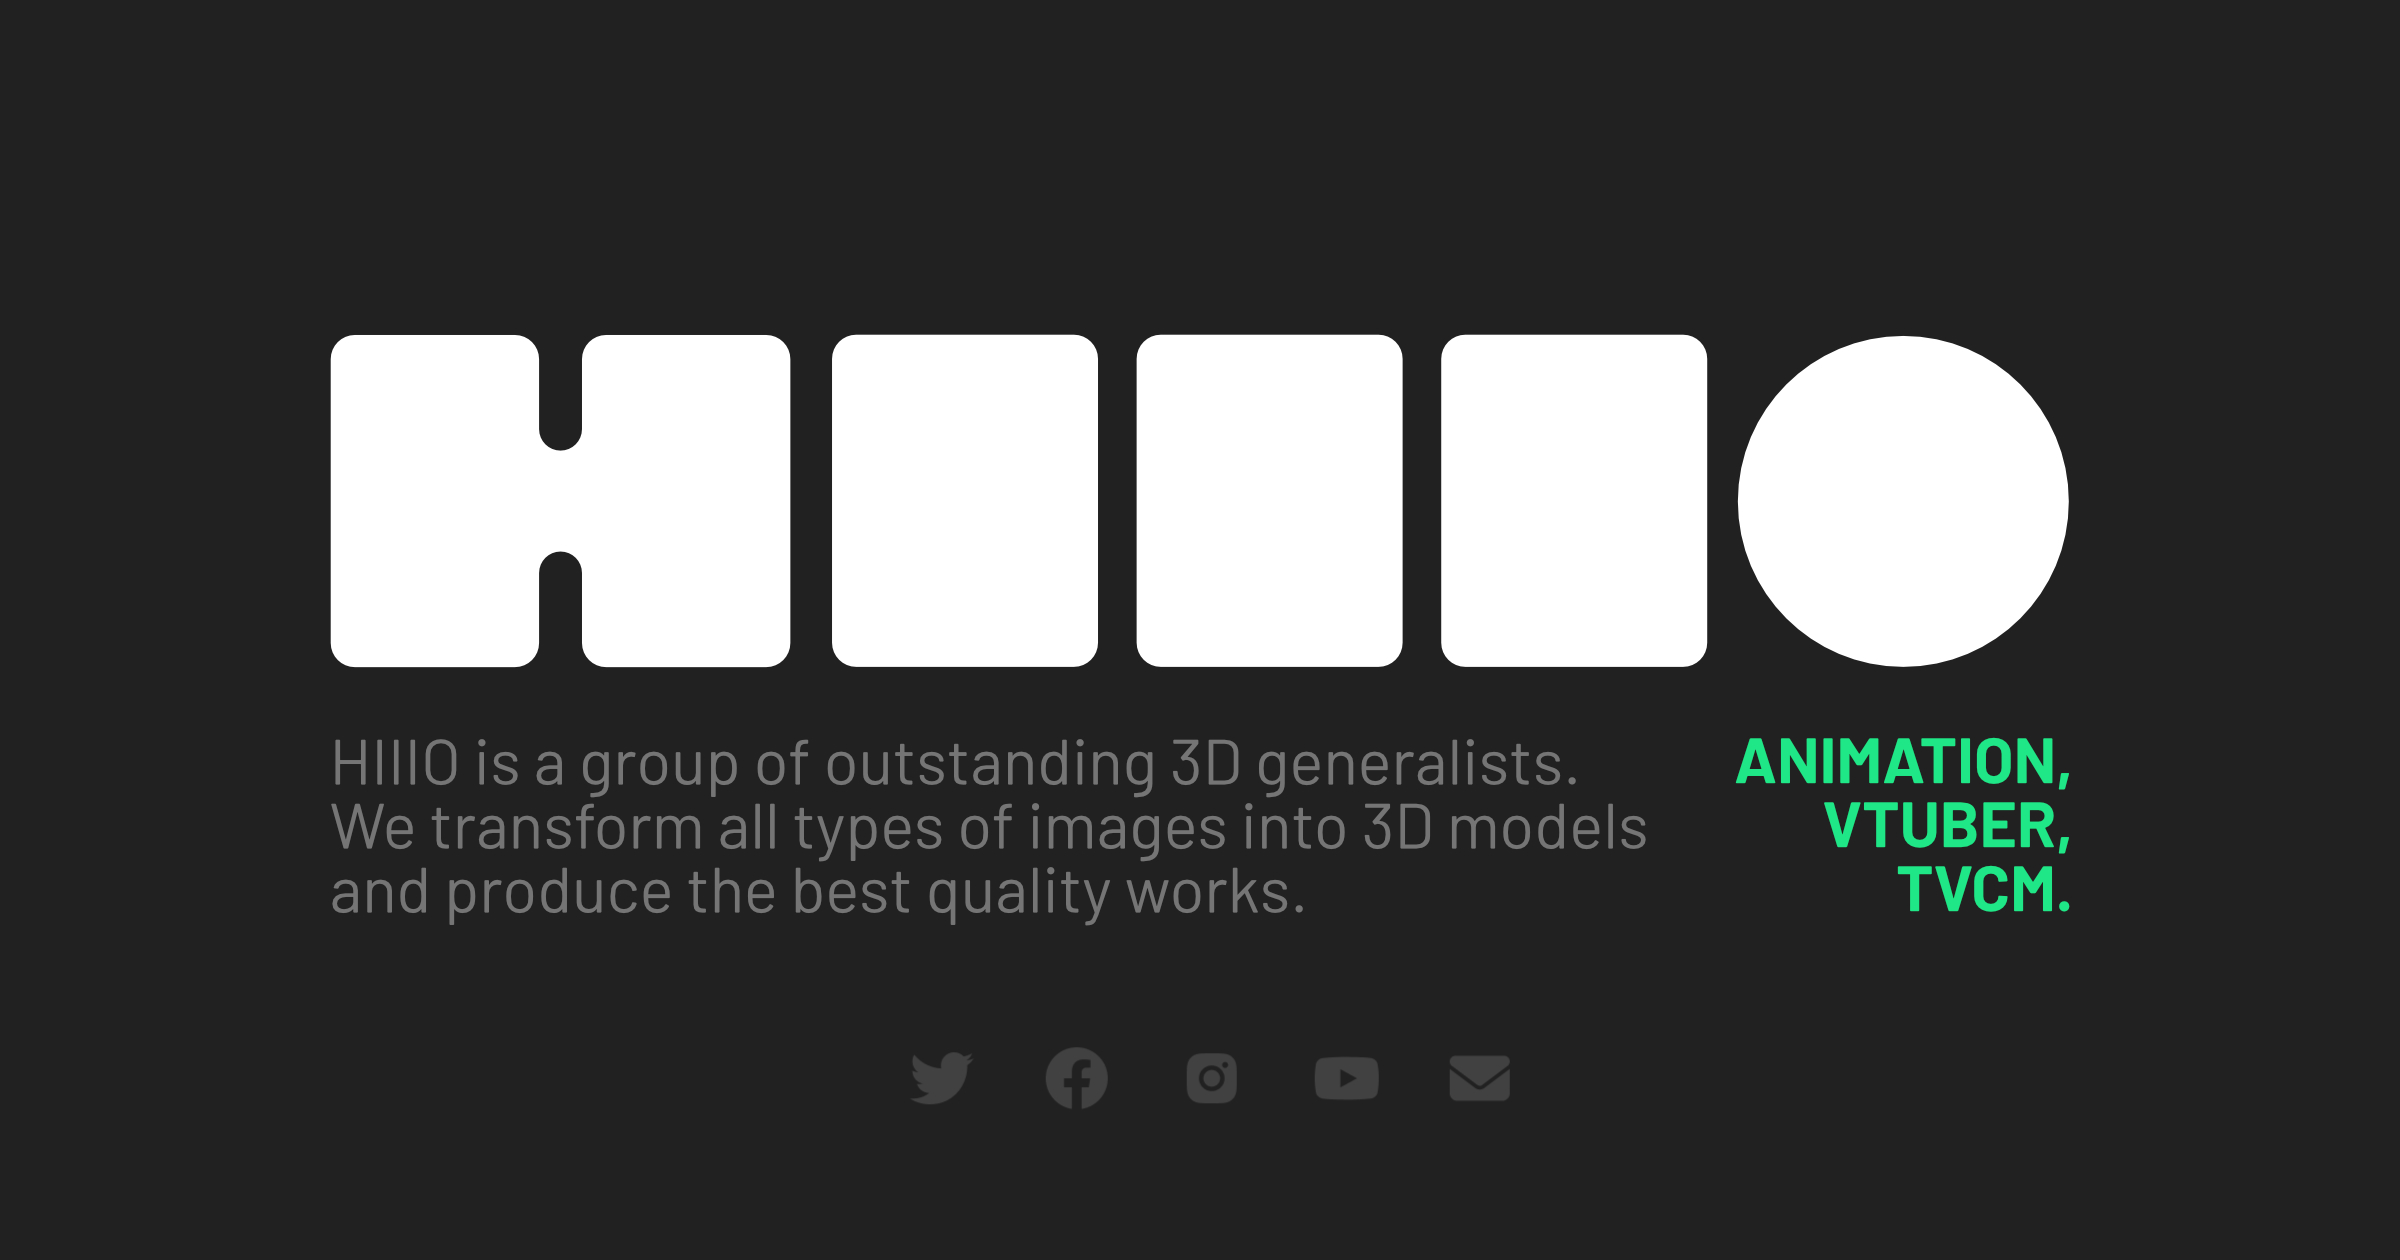 HIIIO
HIIIO is a group of outstanding 3D generalists.
We transform all types of images into 3D models
and produce the best quality works.
ANIMATION,
VTUBER,
TVCM.